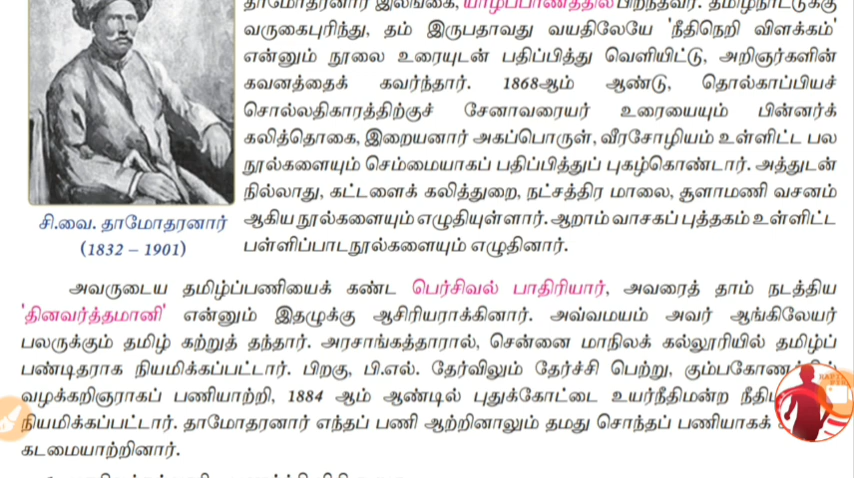 தாமோதரனார் இலங்கை, யாழ்ப்பாணத்தில் பிறந்தவர். தமிழ்நாட்டுக்கு
வருகைபுரிந்து, தம் இருபதாவது வயதிலேயே 'நீதிநெறி விளக்கம்'
என்னும் நூலை உரையுடன் பதிப்பித்து வெளியிட்டு, அறிஞர்களின்
கவனத்தைக் கவர்ந்தார். 1868ஆம் ஆண்டு, தொல்காப்பியச்
சொல்லதிகாரத்திற்குச் சேனாவரையர் உரையையும் பின்னர்க்
கலித்தொகை, இறையனார் அகப்பொருள், வீரசோழியம் உள்ளிட்ட பல
நூல்களையும் செம்மையாகப் பதிப்பித்துப் புகழ்கொண்டார். அத்துடன்
நில்லாது, கட்டளைக் கலித்துறை, நட்சத்திர மாலை, சூளாமணி வசனம்
ஆகிய நூல்களையும் எழுதியுள்ளார். ஆறாம் வாசகப் புத்தகம் உள்ளிட்ட
பள்ளிப்பாடநூல்களையும் எழுதினார்.
சி.வை. தாமோதரனார்
(1832 – 1901)
அவருடைய தமிழ்ப்பணியைக் கண்ட பெர்சிவல் பாதிரியார், அவரைத் தாம் நடத்திய
'தினவர்த்தமானி' என்னும் இதழுக்கு ஆசிரியராக்கினார். அவ்வமயம் அவர் ஆங்கிலேயர்
பலருக்கும் தமிழ் கற்றுத் தந்தார். அரசாங்கத்தாரால், சென்னை மாநிலக் கல்லூரியில் தமிழ்ப்
பண்டிதராக நியமிக்கப்பட்டார். பிறகு, பி.எல். தேர்விலும் தேர்ச்சி பெற்று,
வழக்கறிஞராகப் பணியாற்றி, 1884 ஆம் ஆண்டில் புதுக்கோட்டை உயர்நீதிமன்ற
நியமிக்கப்பட்டார். தாமோதரனார் எந்தப் பணி ஆற்றினாலும் தமது சொந்தப் பணியாகக்
கடமையாற்றினார்.